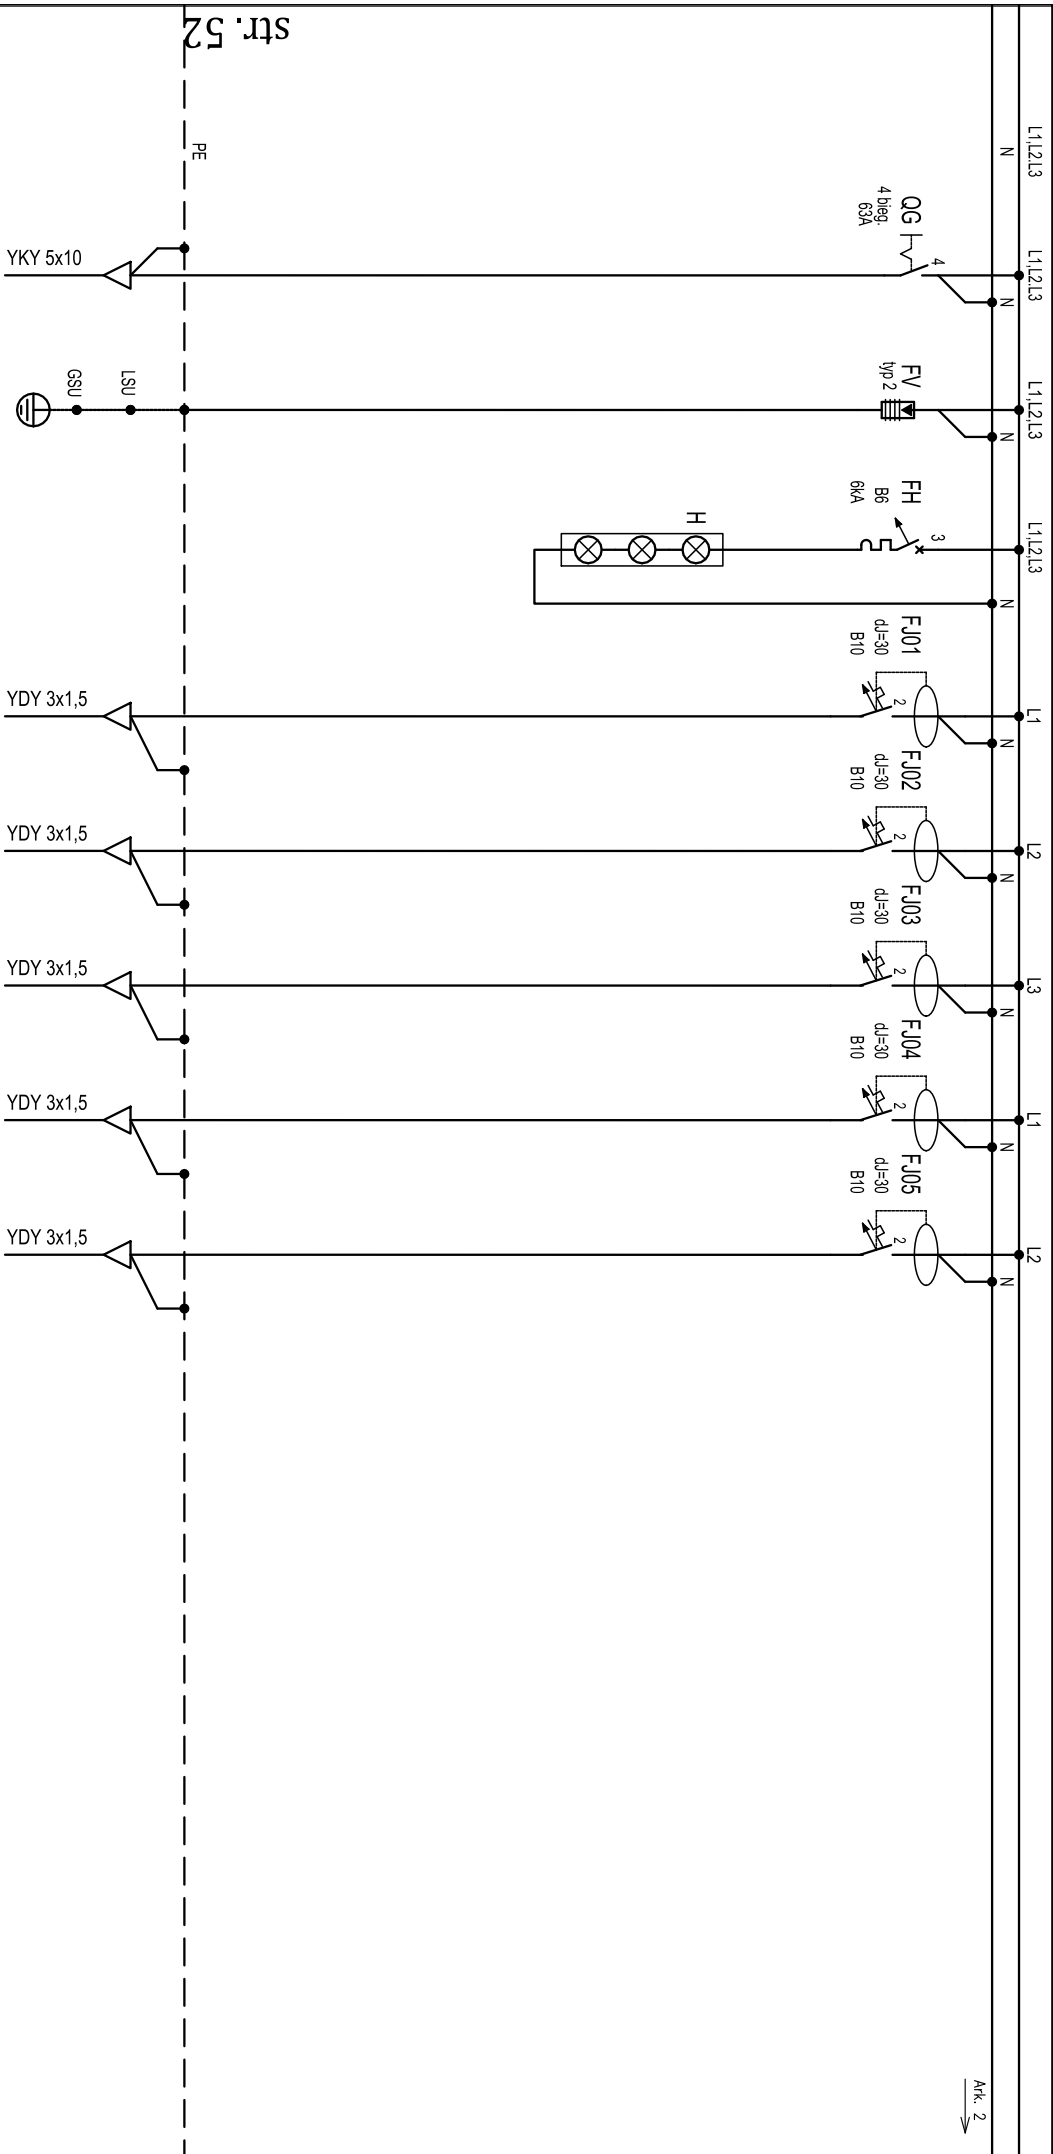 str. 52
L1,L2.L3
N
PE
QG
4 bieg.
63A
4
L1,L2.L3
N
YKY 5x10
FV
typ 2
L1,L2,L3
N
LSU
GSU
FH
B6
6kA
3
L1,L2,L3
N
H
FJ01
dJ=30
B10
2
L1
N
YDY 3x1,5
FJ02
dJ=30
B10
2
L2
N
YDY 3x1,5
FJ03
dJ=30
B10
2
L3
N
YDY 3x1,5
FJ04
dJ=30
B10
2
L1
N
YDY 3x1,5
FJ05
dJ=30
B10
2
L2
N
YDY 3x1,5
Ark. 2